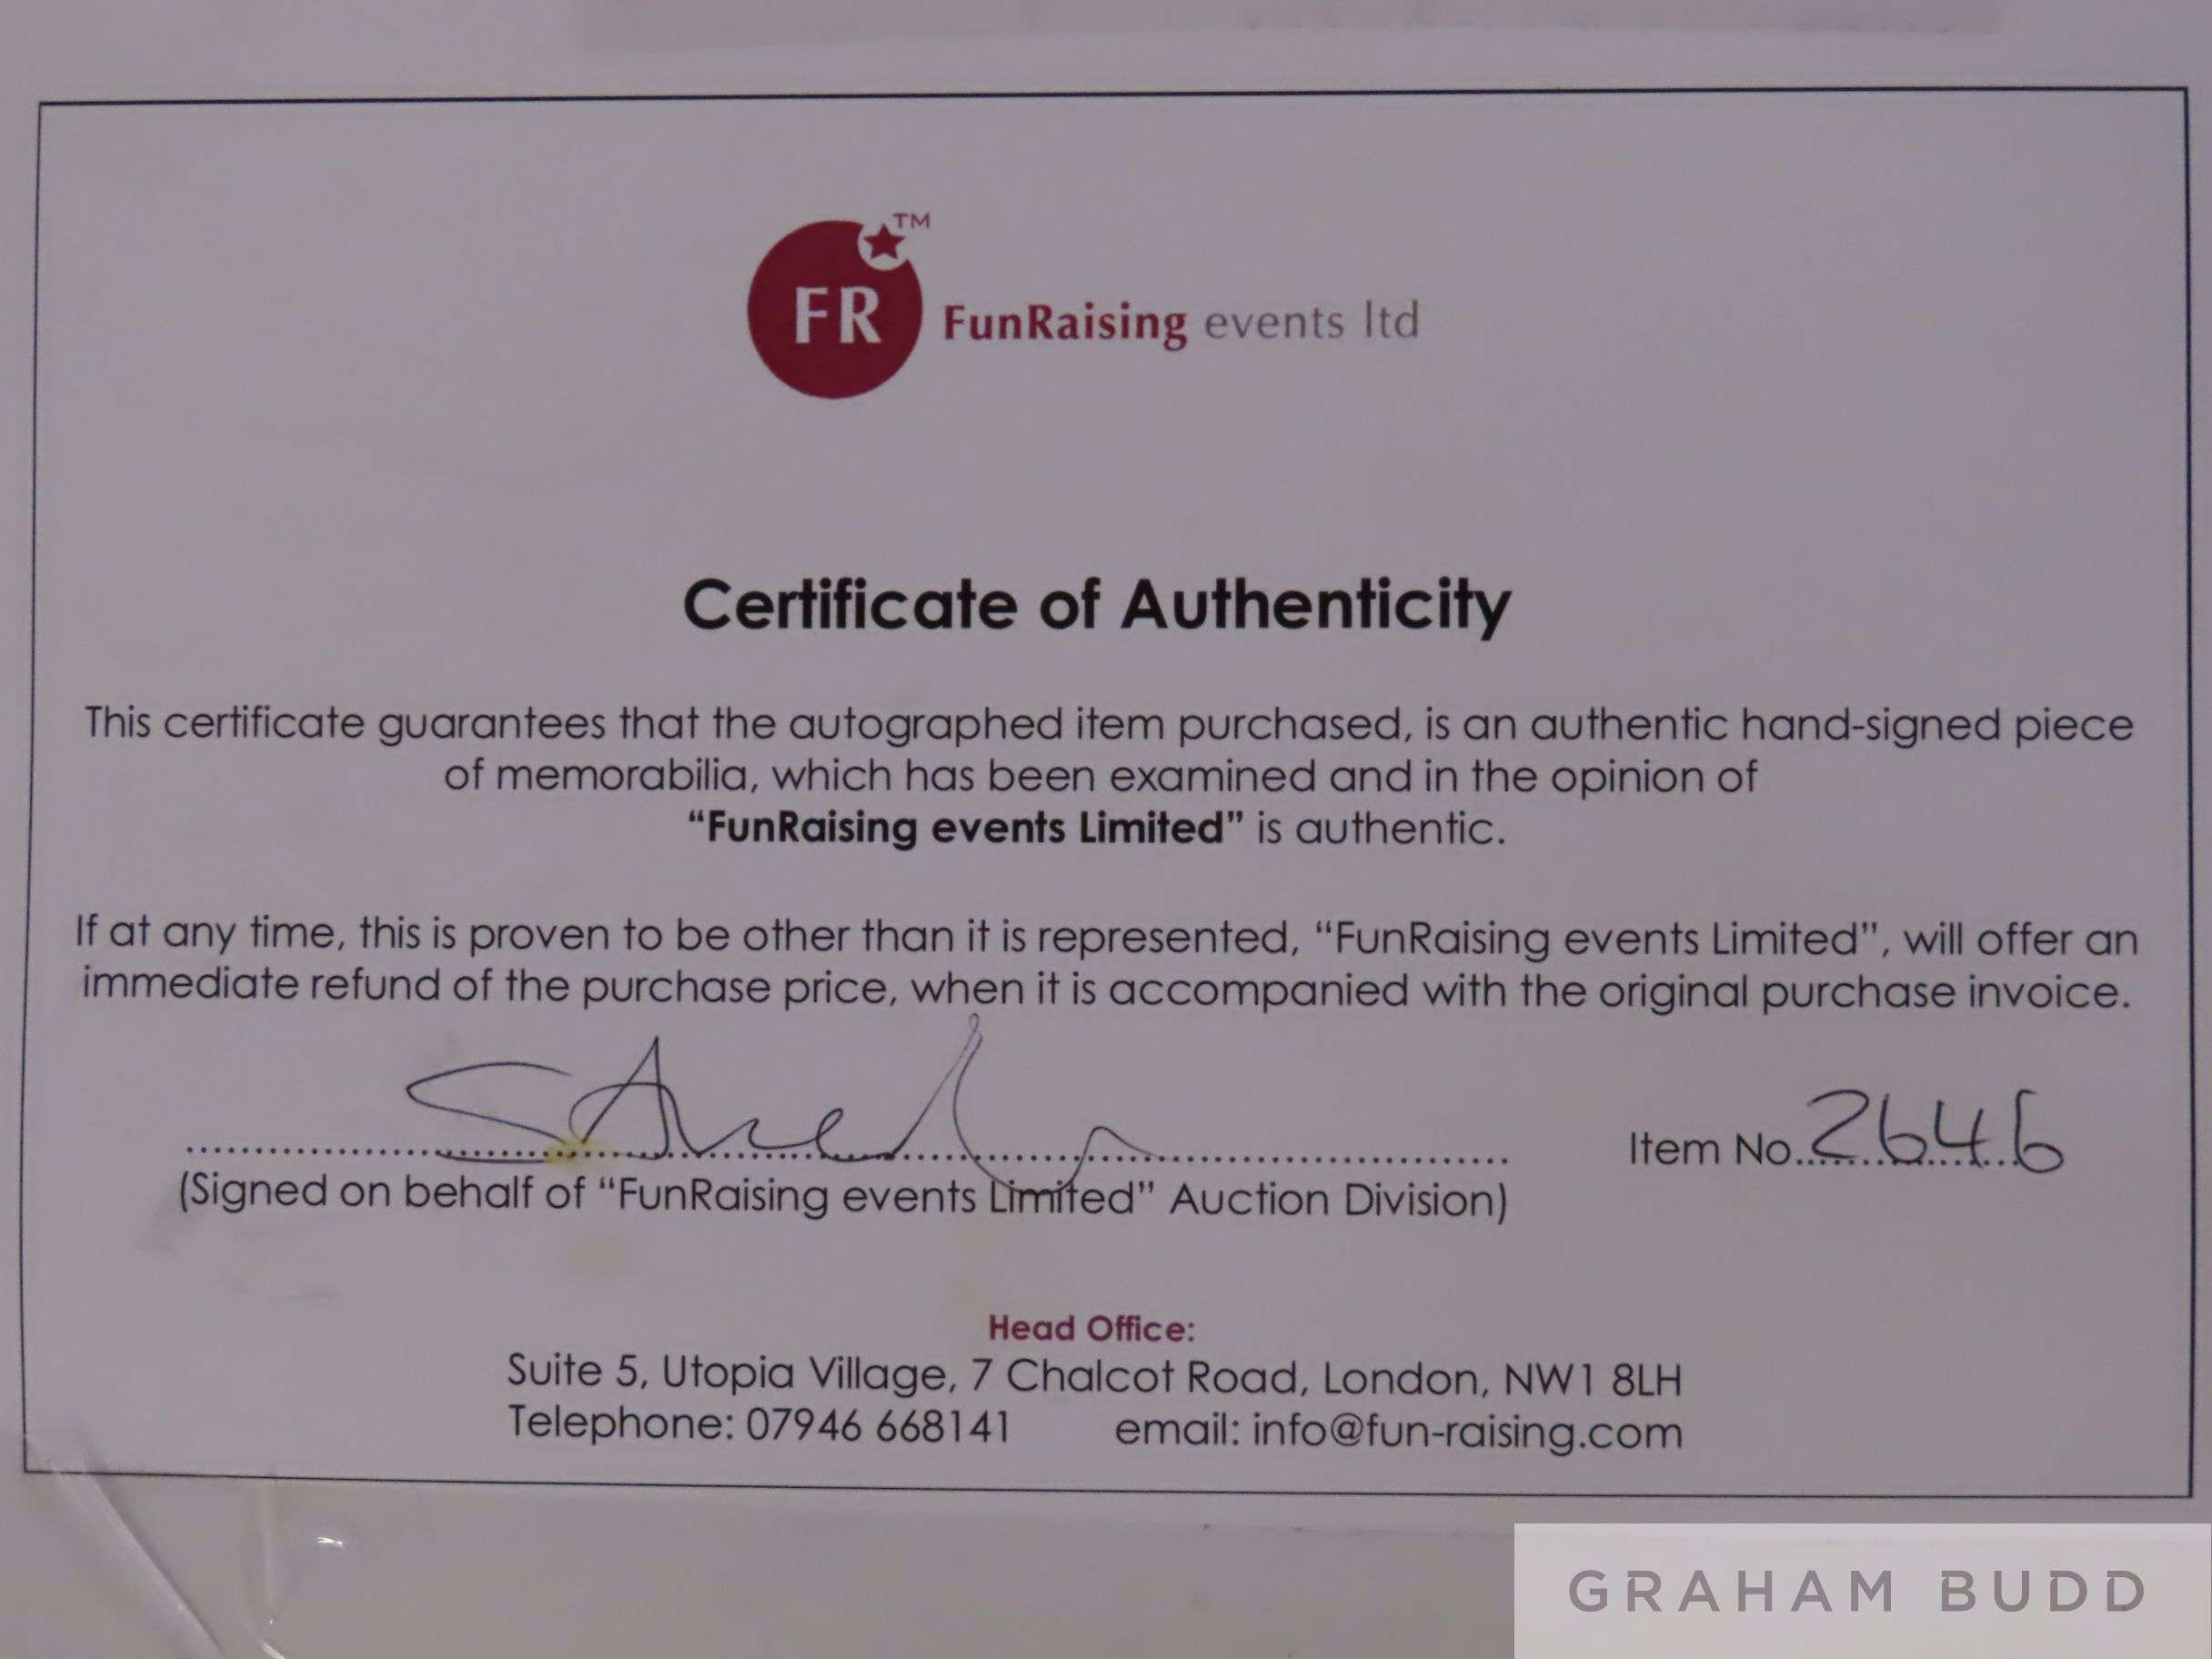 TM
FR FunRaising events ltd
Certificate of Authenticity
This certificate guarantees that the autographed item purchased, is an authentic hand-signed piece
of memorabilia, which has been examined and in the opinion of
“FunRaising events Limited” is authentic.
If at any time, this is proven to be other than it is represented, “FunRaising events Limited”, will offer an
immediate refund of the purchase price, when it is accompanied with the original purchase invoice.
Item No. 2646
(Signed on behalf of “FunRaising events Limited” Auction Division)
Head Office:
Suite 5, Utopia Village, 7 Chalcot Road, London, NW1 8LH
Telephone: 07946 668141 email: info@fun-raising.com
GRAHAM BUDD